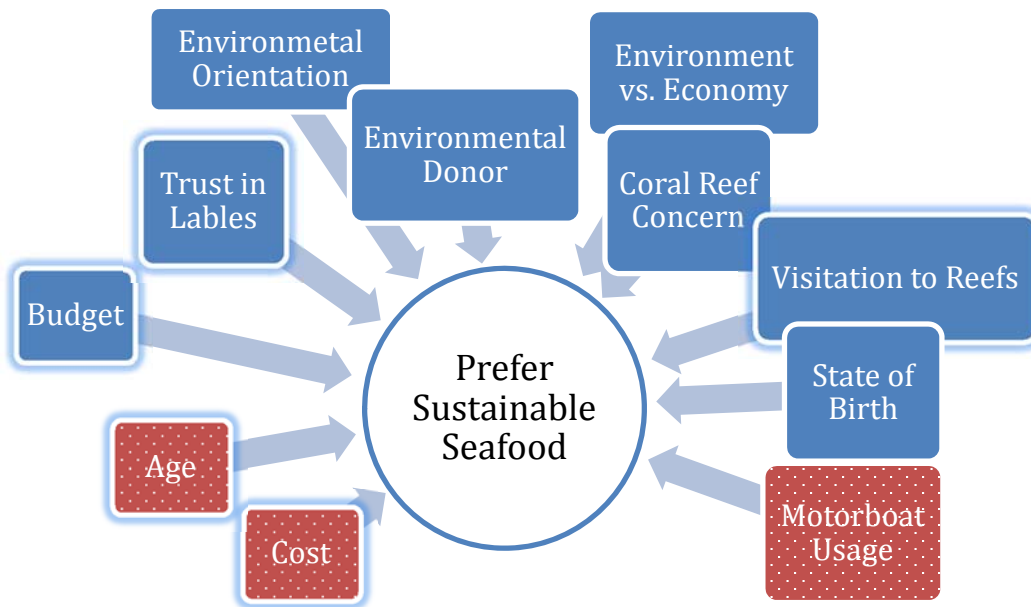 Environmetal
Orientation
Environmental
Donor
Environment
vs. Economy
Coral Reef
Concern
Trust in
Lables
Visitation to Reefs
Budget
Prefer
Sustainable
Seafood
State of
Birth
Age
Cost
Motorboat
Usage